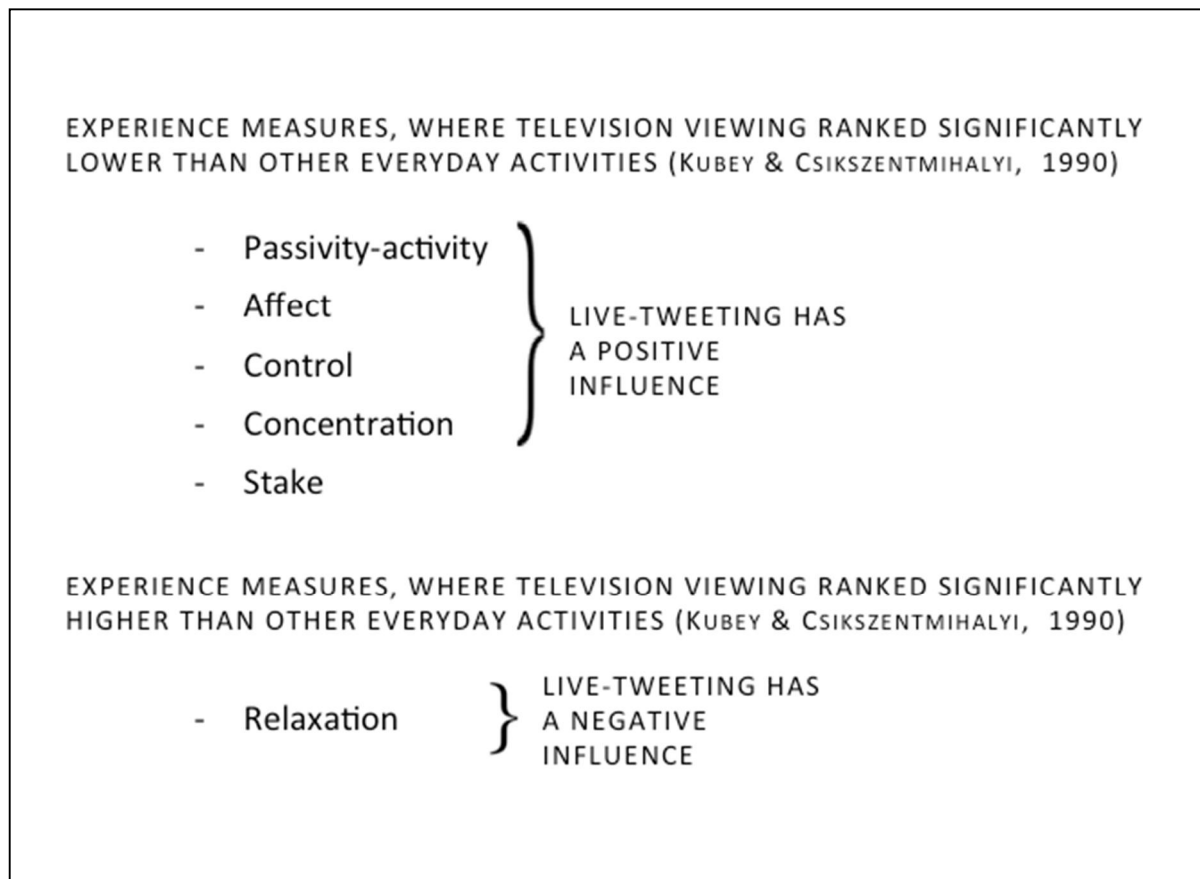 EXPERIENCE MEASURES, WHERE TELEVISION VIEWING RANKED SIGNIFICANTLY
LOWER THAN OTHER EVERYDAY ACTIVITIES (KUBEY & CSIKSZENTMIHALYI, 1990)
- Passivity-activity
- Affect
- Control
- Concentration
- Stake
LIVE-TWEETING HAS
A POSITIVE
INFLUENCE
EXPERIENCE MEASURES, WHERE TELEVISION VIEWING RANKED SIGNIFICANTLY
HIGHER THAN OTHER EVERYDAY ACTIVITIES (KUBEY & CSIKSZENTMIHALYI, 1990)
- Relaxation
LIVE-TWEETING HAS
A NEGATIVE
INFLUENCE